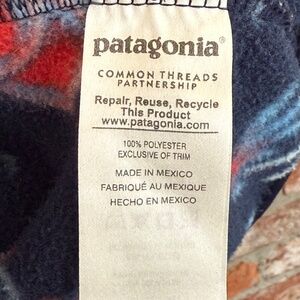 patagonia®
COMMON THREADS
PARTNERSHIP
Repair, Reuse, Recycle
This Product
www.patagonia.com
100% POLYESTER
EXCLUSIVE OF TRIM
MADE IN MEXICO
FABRIQUÉ AU MEXIQUE
HECHO EN MEXICO